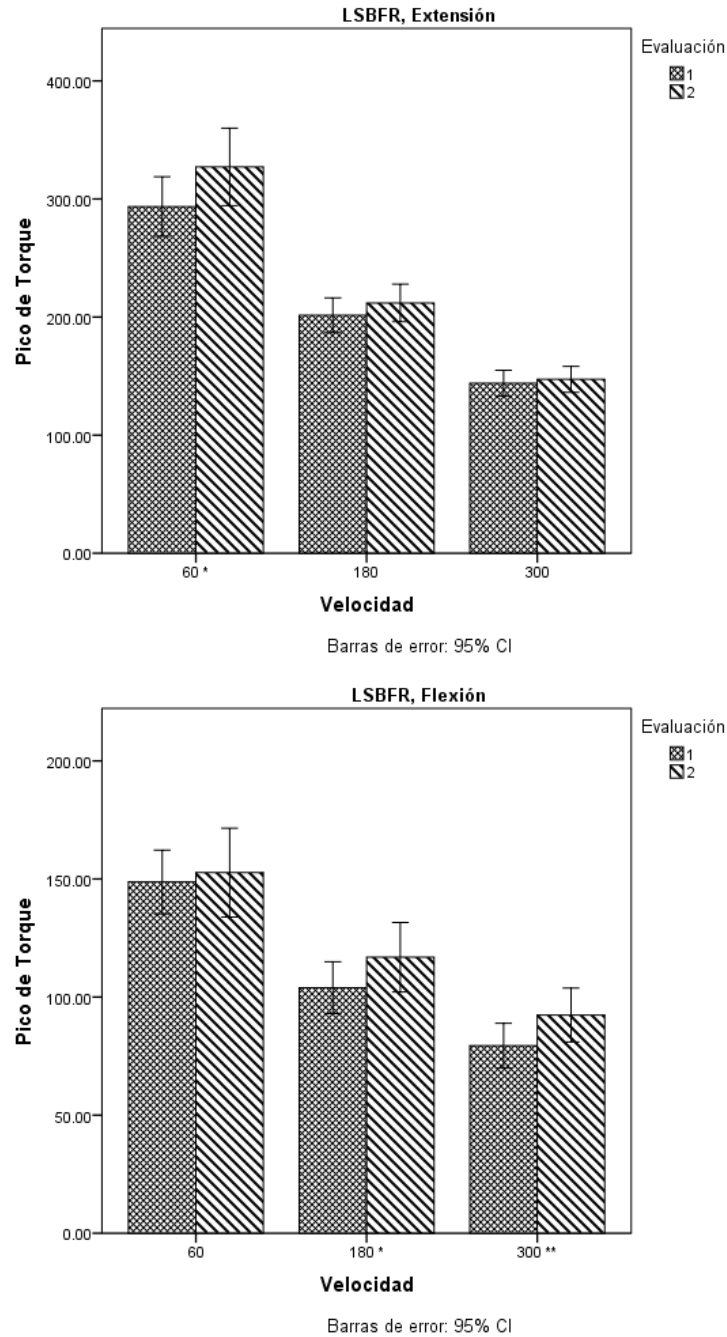 LSBFR, Extensión
Evaluación
1
2
400.00
300.00
200.00
100.00
0.00
Pico de Torque
60 *
180
300
Velocidad
Barras de error: 95% CI
LSBFR, Flexión
Evaluación
1
2
200.00
150.00
100.00
50.00
0.00
Pico de Torque
60
180 *
300 **
Velocidad
Barras de error: 95% CI